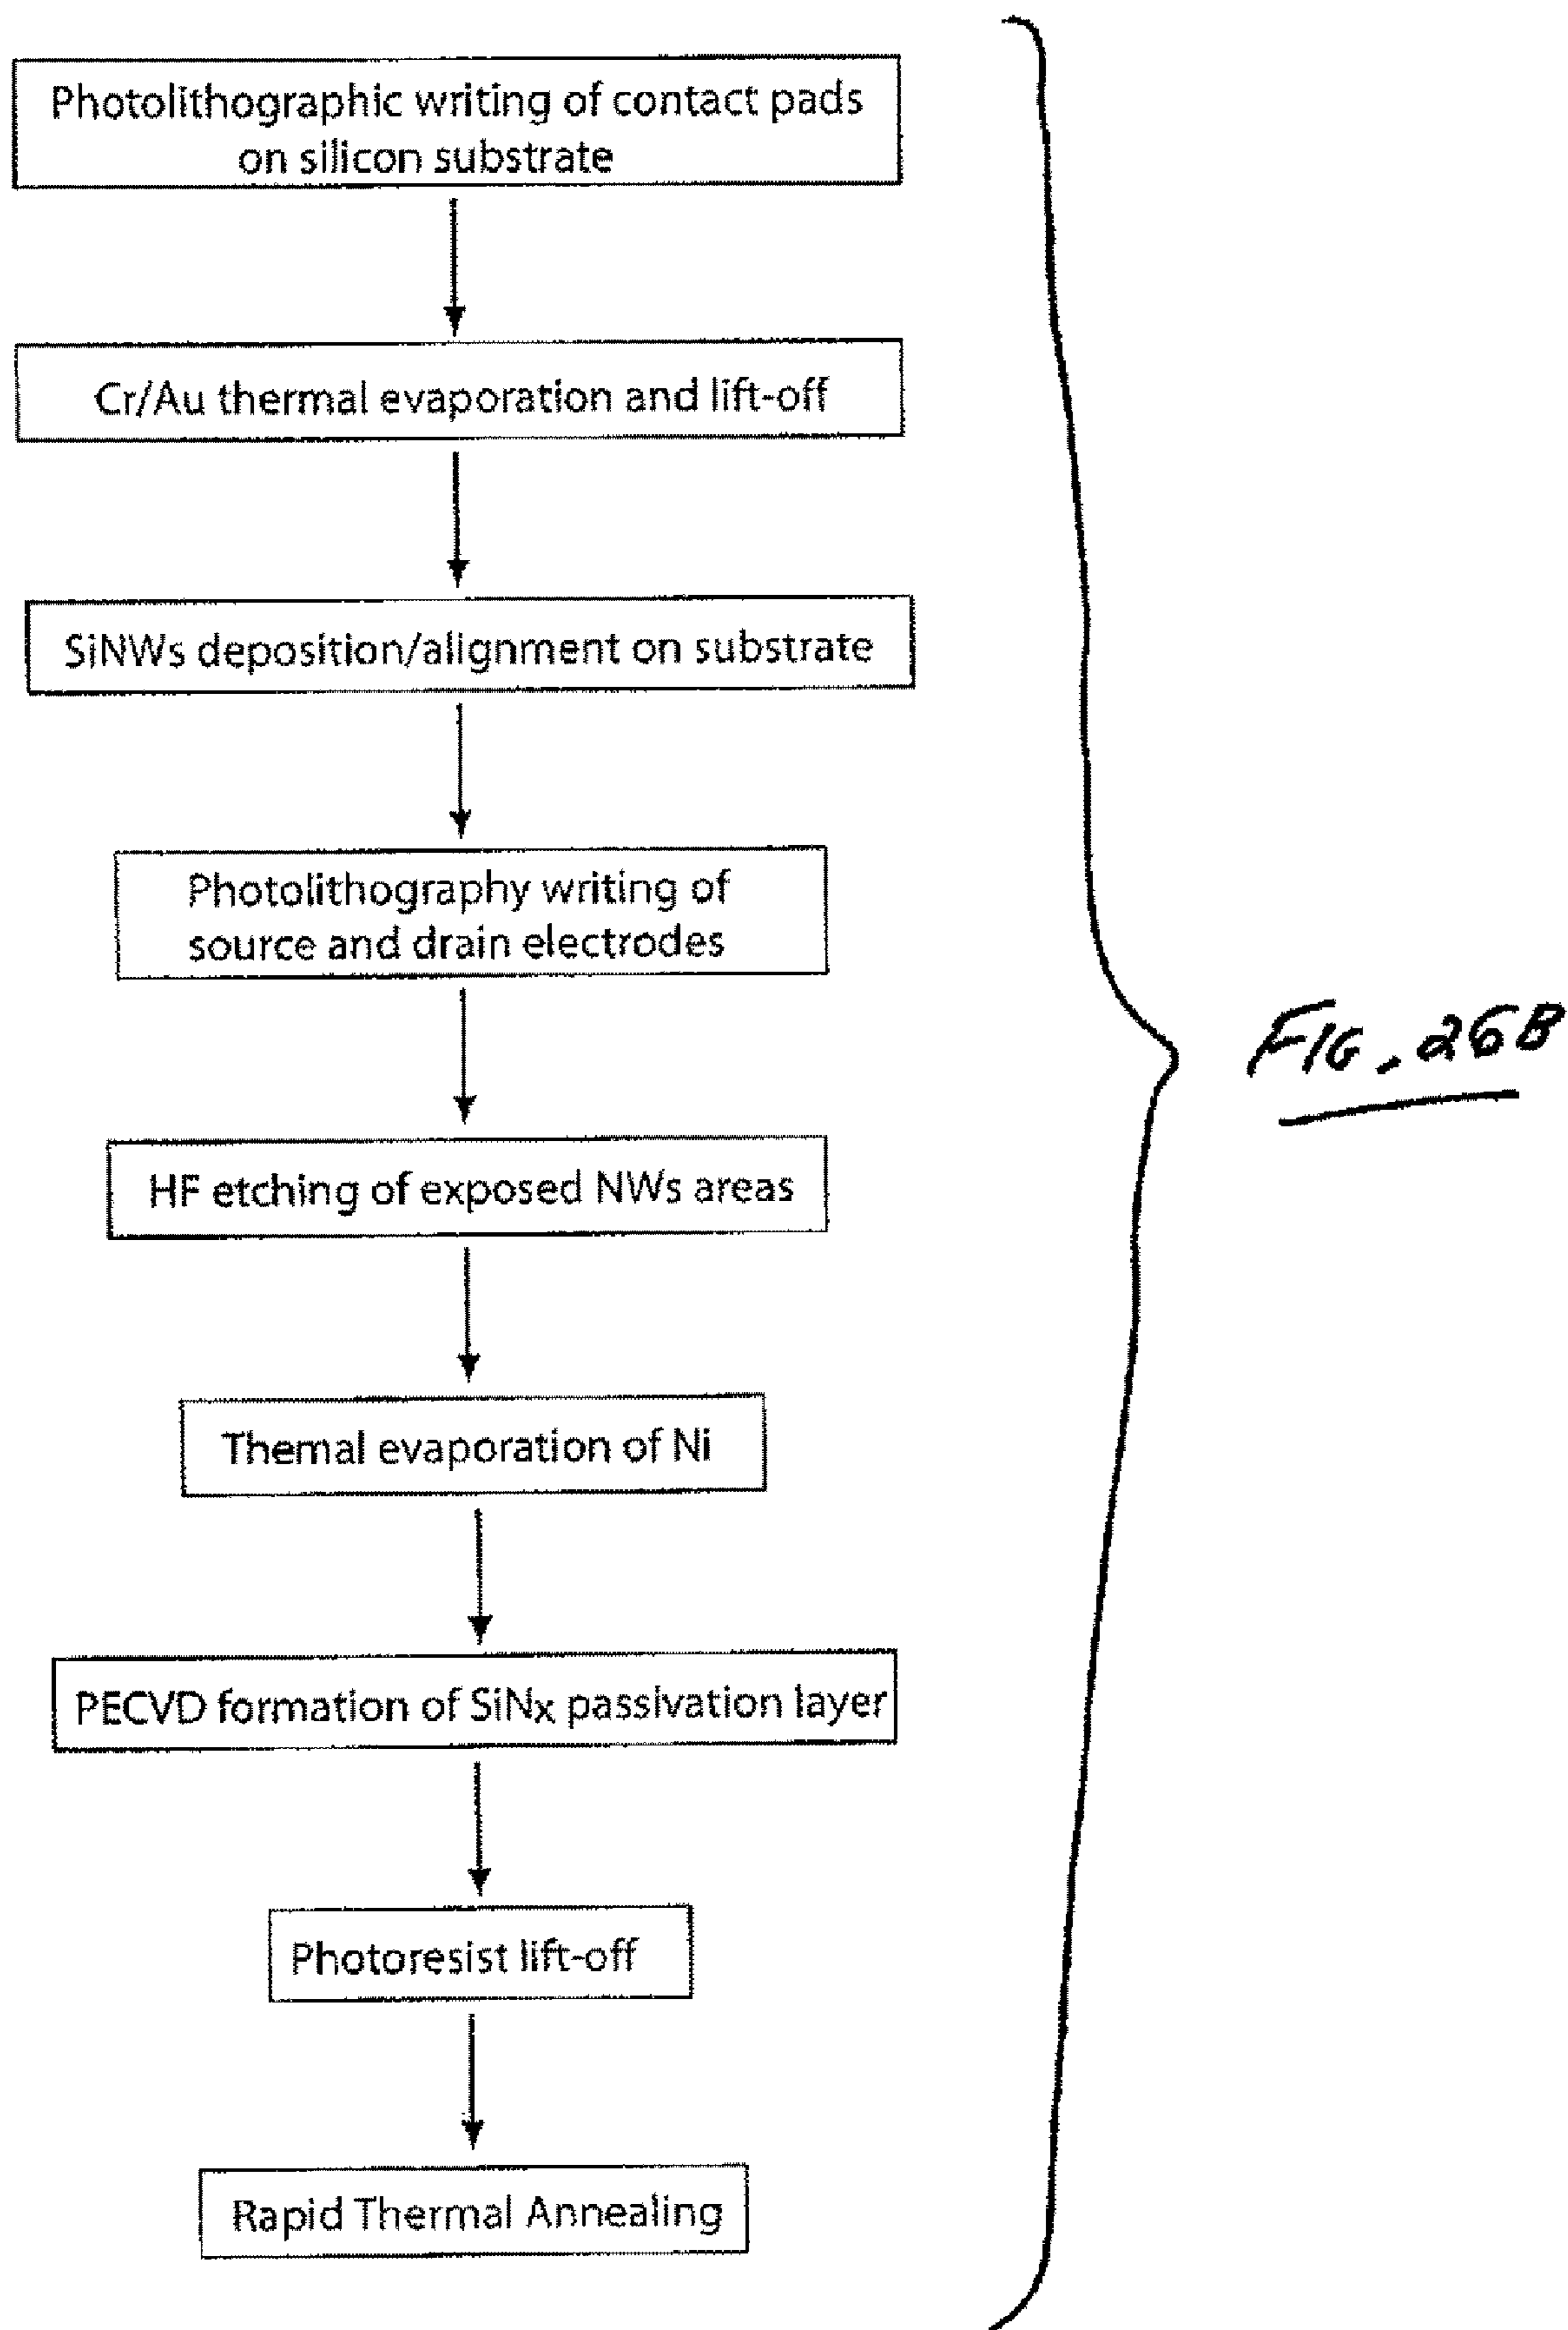 Photolithographic writing of contact pads
on silicon substrate
Cr/Au thermal evaporation and lift-off
SiNWs deposition/alignment on substrate
Photolithography writing of
source and drain electrodes
HF etching of exposed NWs areas
Themal evaporation of Ni
PECVD formation of SiNx passivation layer
Photoresist lift-off
Rapid Thermal Annealing
FIG. 26B